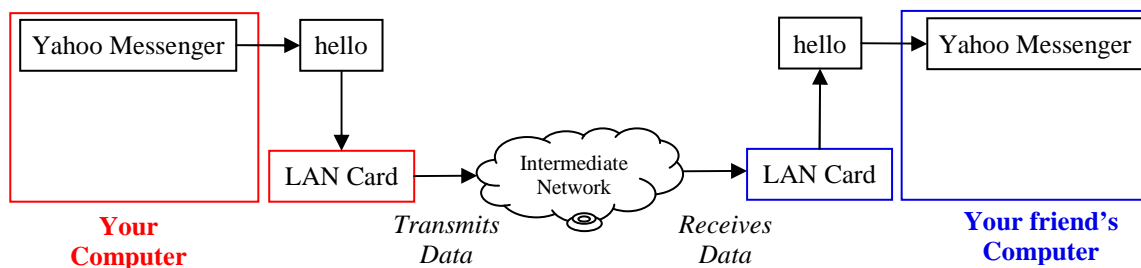 Yahoo Messenger
hello
hello
Yahoo Messenger
LAN Card
Intermediate
Network
LAN Card
Your
Computer
Transmits
Data
Receives
Data
Your friend’s
Computer